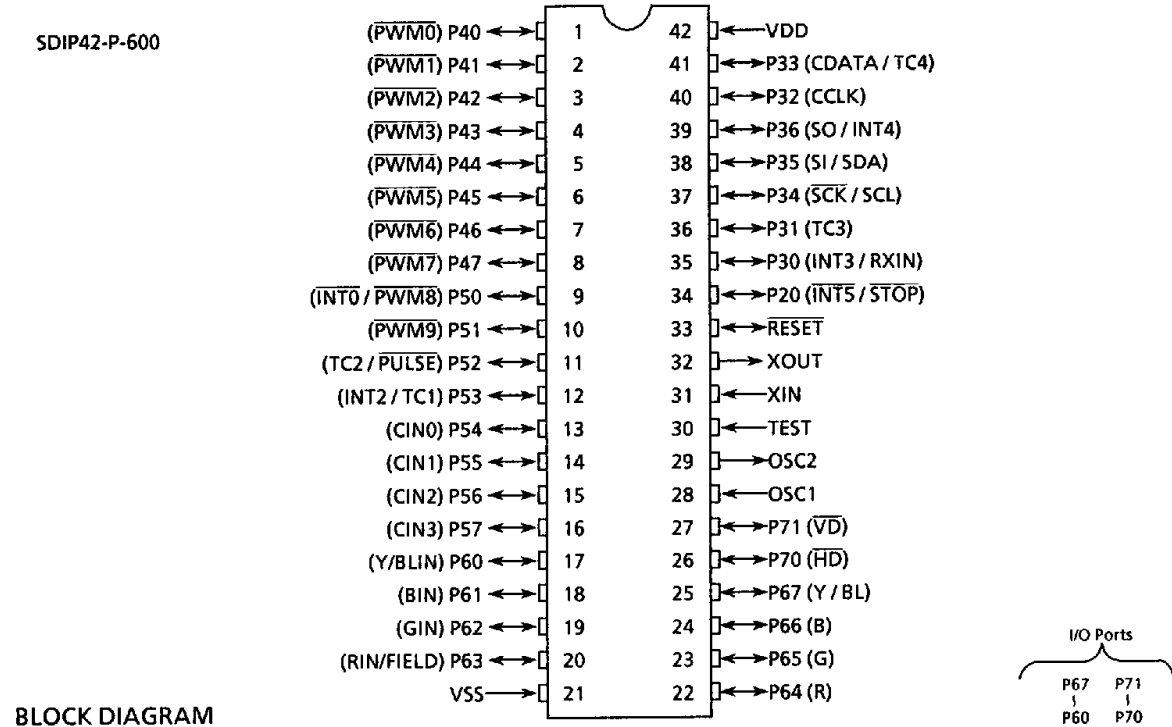 SDIP42-P-600
(PWM0) P40 1 42 VDD
(PWM1) P41 2 41 P33 (CDATA / TC4)
(PWM2) P42 3 40 P32 (CCLK)
(PWM3) P43 4 39 P36 (SO / INT4)
(PWM4) P44 5 38 P35 (SI / SDA)
(PWM5) P45 6 37 P34 (SCK / SCL)
(PWM6) P46 7 36 P31 (TC3)
(PWM7) P47 8 35 P30 (INT3 / RXIN)
(INT0 / PWM8) P50 9 34 P20 (INT5 / STOP)
(PWM9) P51 10 33 RESET
(TC2 / PULSE) P52 11 32 XOUT
(INT2 / TC1) P53 12 31 XIN
(CIN0) P54 13 30 TEST
(CIN1) P55 14 29 OSC2
(CIN2) P56 15 28 OSC1
(CIN3) P57 16 27 P71 (VD)
(Y/BLIN) P60 17 26 P70 (HD)
(BIN) P61 18 25 P67 (Y / BL)
(GIN) P62 19 24 P66 (B)
(RIN/FIELD) P63 20 23 P65 (G)
VSS 21 22 P64 (R)
I/O Ports
P67 P71
P60 P70
BLOCK DIAGRAM